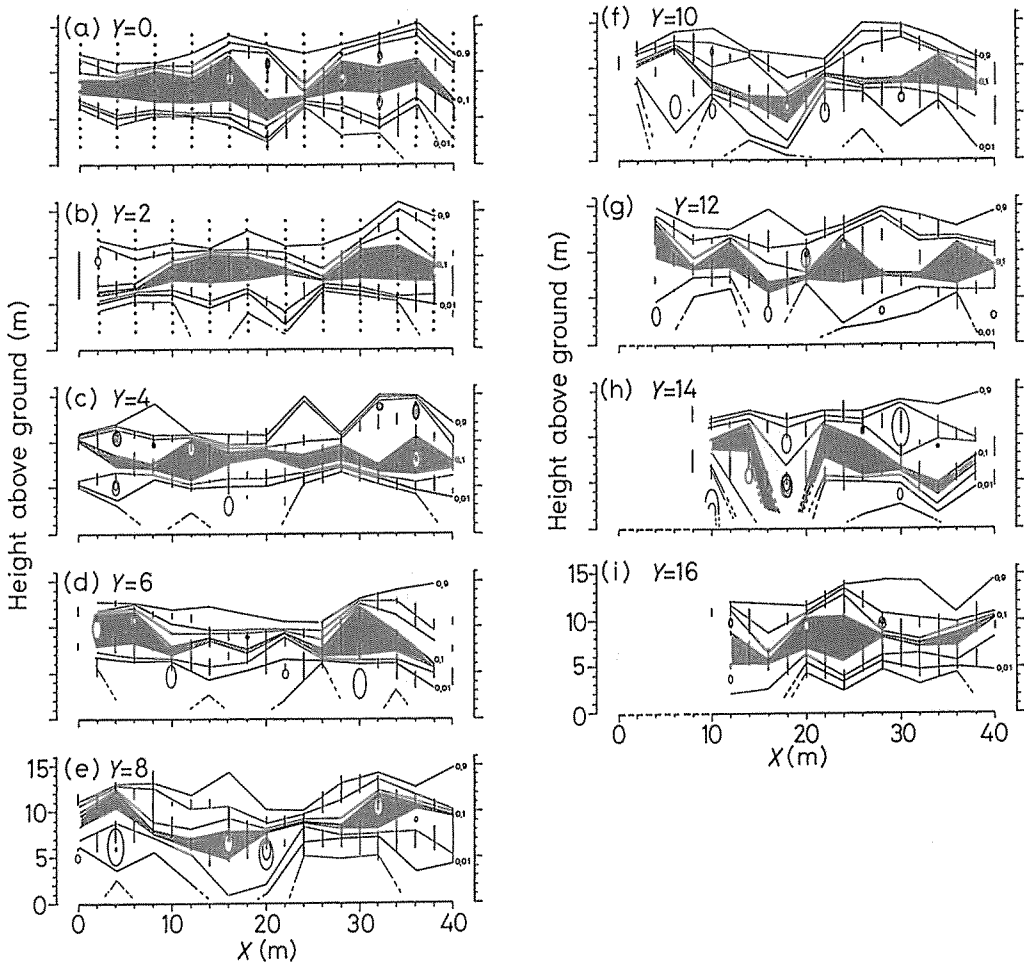 (a) Y=0
0.9
0.1
0.01
(b) Y=2
0.9
0.1
0.01
(c) Y=4
0.9
0.1
0.01
(d) Y=6
0.9
0.1
0.01
(e) Y=8
0.9
0.1
0.01
15
10
5
0
0 10 20 30 40
X (m)
Height above ground (m)
(f) Y=10
0.9
0.1
0.01
(g) Y=12
0.9
0.1
0.01
(h) Y=14
0.9
0.1
0.01
(i) Y=16
0.9
0.1
0.01
15
10
5
0
0 10 20 30 40
X (m)
Height above ground (m)